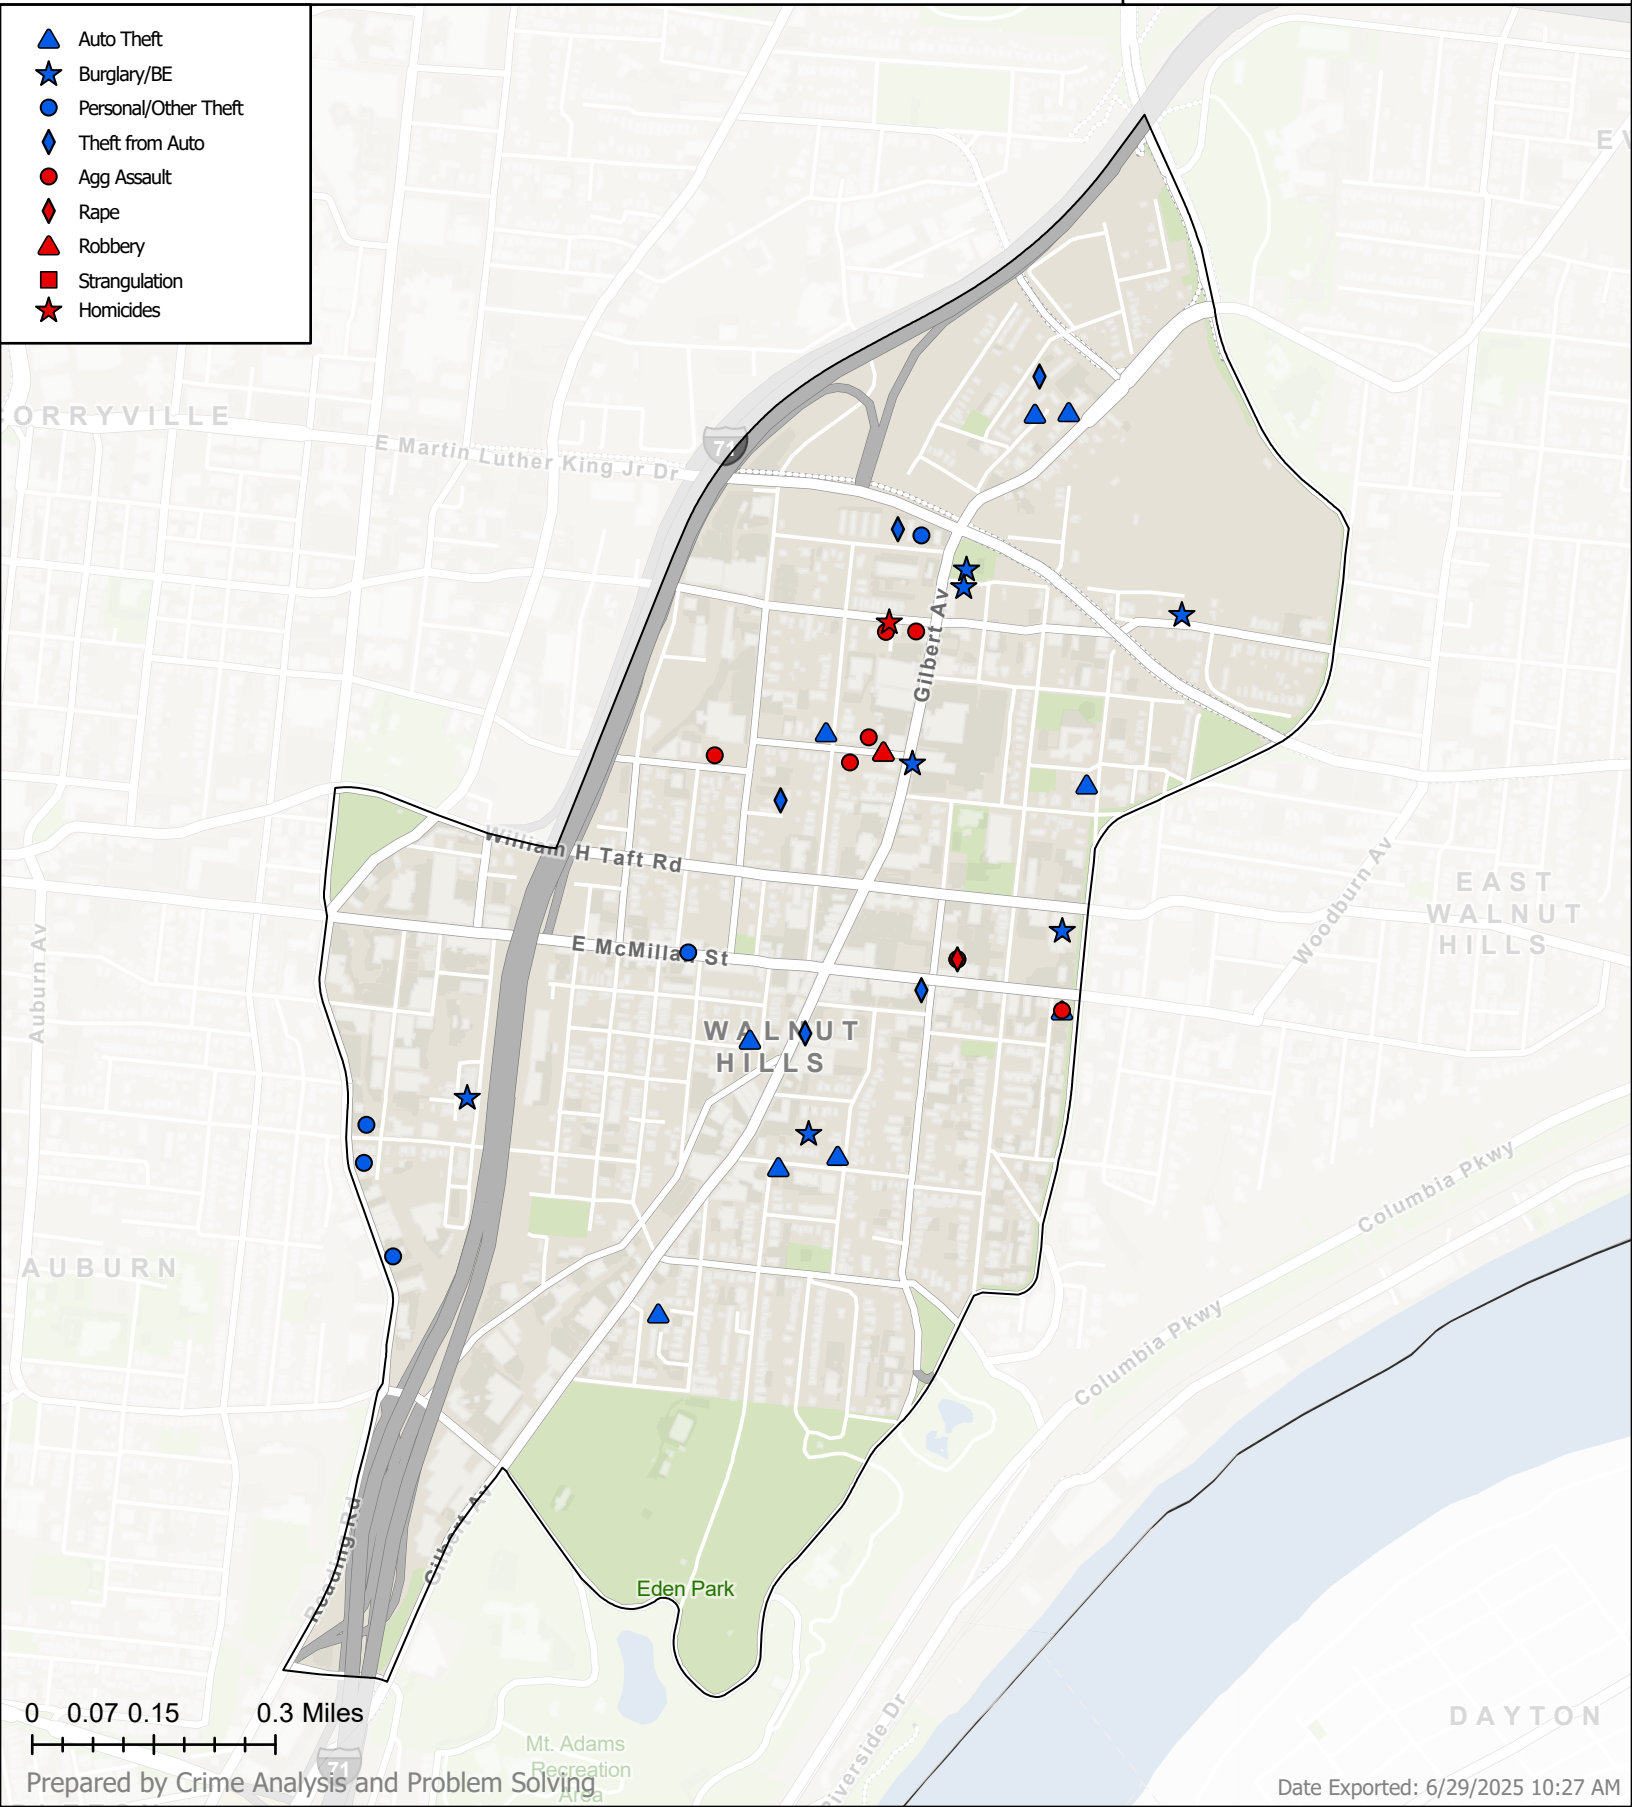 Auto Theft
Burglary/BE
Personal/Other Theft
Theft from Auto
Agg Assault
Rape
Robbery
Strangulation
Homicides
EV
CORRYVILLE
E Martin Luther King Jr Dr
71
Gilbert Av
William H Taft Rd
E McMillan St
Woodburn Av
EAST
WALNUT
HILLS
Auburn Av
WALNUT
HILLS
Columbia Pkwy
AUBURN
Columbia Pkwy
Reading Rd
Gilbert Av
Eden Park
0 0.07 0.15 0.3 Miles
Mt. Adams
Recreation
Area
Riverside Dr
DAYTON
71
Prepared by Crime Analysis and Problem Solving
Date Exported: 6/29/2025 10:27 AM